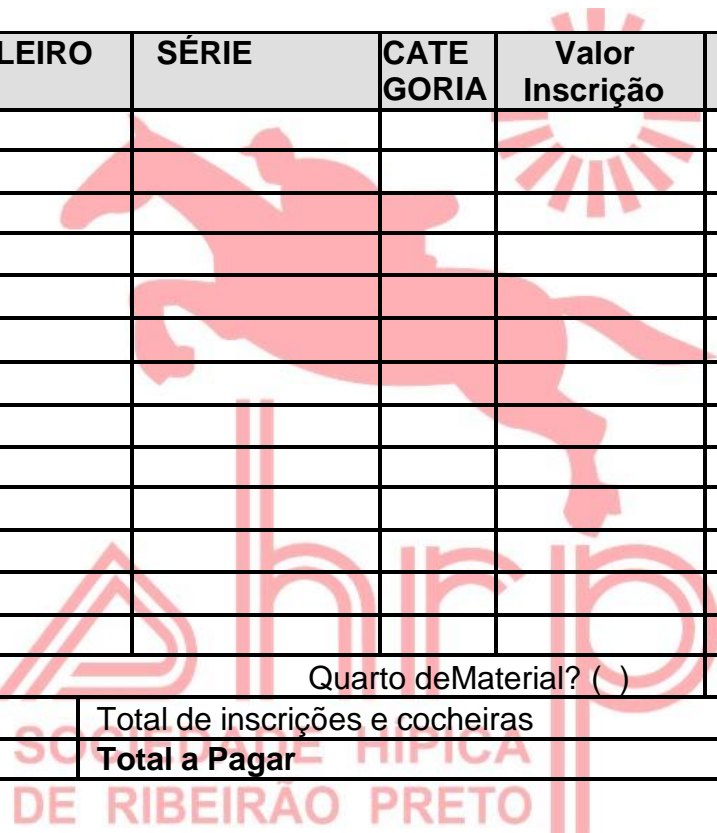 LEIRO SÉRIE CATE Valor
GORIA Inscrição
Quarto deMaterial? ( )
Total de inscrições e cocheiras
Total a Pagar
hrp
SOCIEDADE HÍPICA
DE RIBEIRÃO PRETO